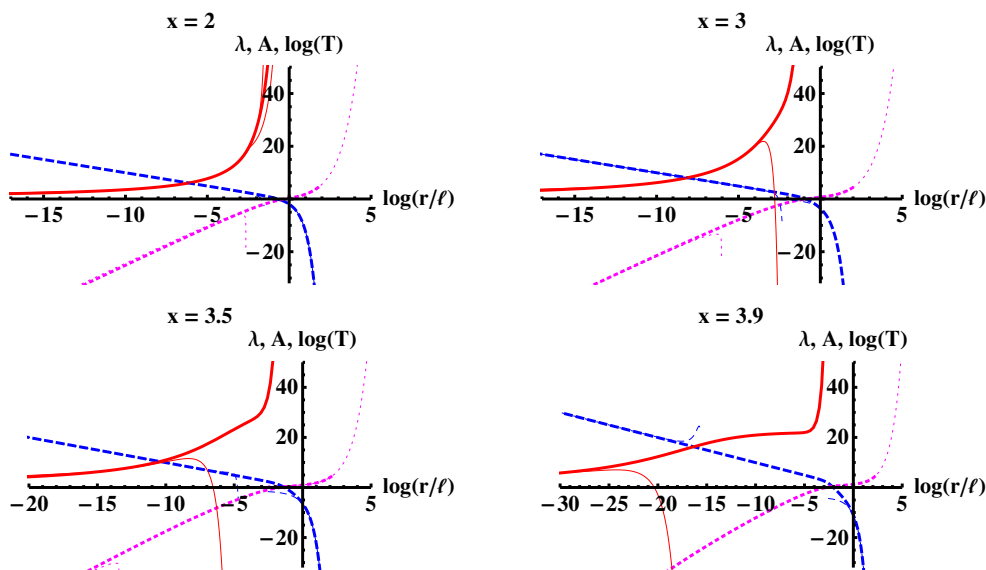 x = 2
λ, A, log(T)
40
20
−20
−15
−10
−5
5
log(r/ℓ)
x = 3
λ, A, log(T)
40
20
−20
−15
−10
−5
5
log(r/ℓ)
x = 3.5
λ, A, log(T)
40
20
−20
−20
−15
−10
−5
5
log(r/ℓ)
x = 3.9
λ, A, log(T)
40
20
−20
−30
−25
−20
−15
−10
−5
5
log(r/ℓ)